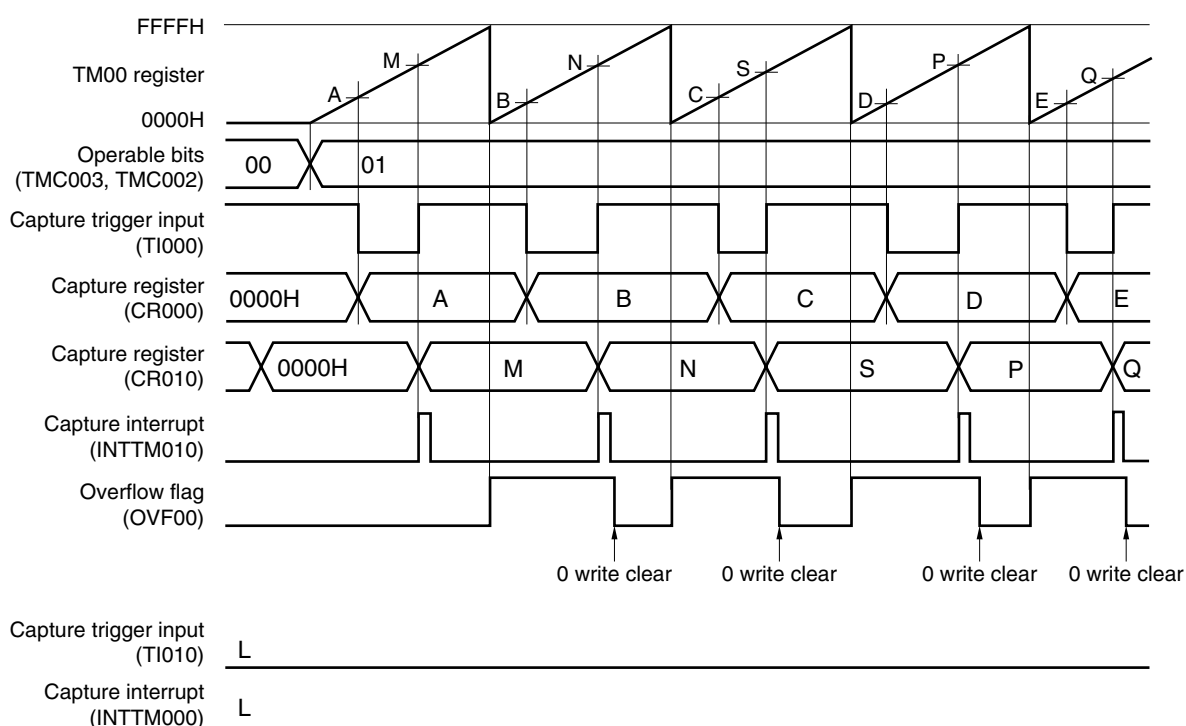 FFFFH
TM00 register
0000H
A M B N C S D P E Q
Operable bits
(TMC003, TMC002)
00 01
Capture trigger input
(TI000)
Capture register
(CR000)
0000H A B C D E
Capture register
(CR010)
0000H M N S P Q
Capture interrupt
(INTTM010)
Overflow flag
(OVF00)
0 write clear 0 write clear 0 write clear 0 write clear
Capture trigger input
(TI010)
L
Capture interrupt
(INTTM000)
L